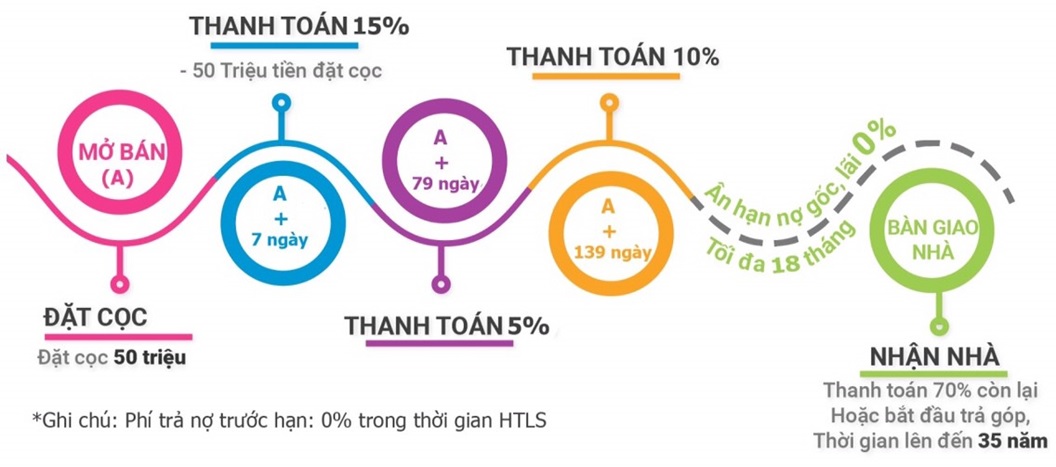 THANH TOÁN 15%
- 50 Triệu tiền đặt cọc
THANH TOÁN 10%
MỞ BÁN
(A)
A
+
7 ngày
A
+
79 ngày
A
+
139 ngày
Ân hạn nợ gốc, lãi 0%
Tối đa 18 tháng
BÀN GIAO
NHÀ
ĐẶT CỌC
Đặt cọc 50 triệu
THANH TOÁN 5%
NHẬN NHÀ
Thanh toán 70% còn lại
Hoặc bắt đầu trả góp,
Thời gian lên đến 35 năm
*Ghi chú: Phí trả nợ trước hạn: 0% trong thời gian HTLS